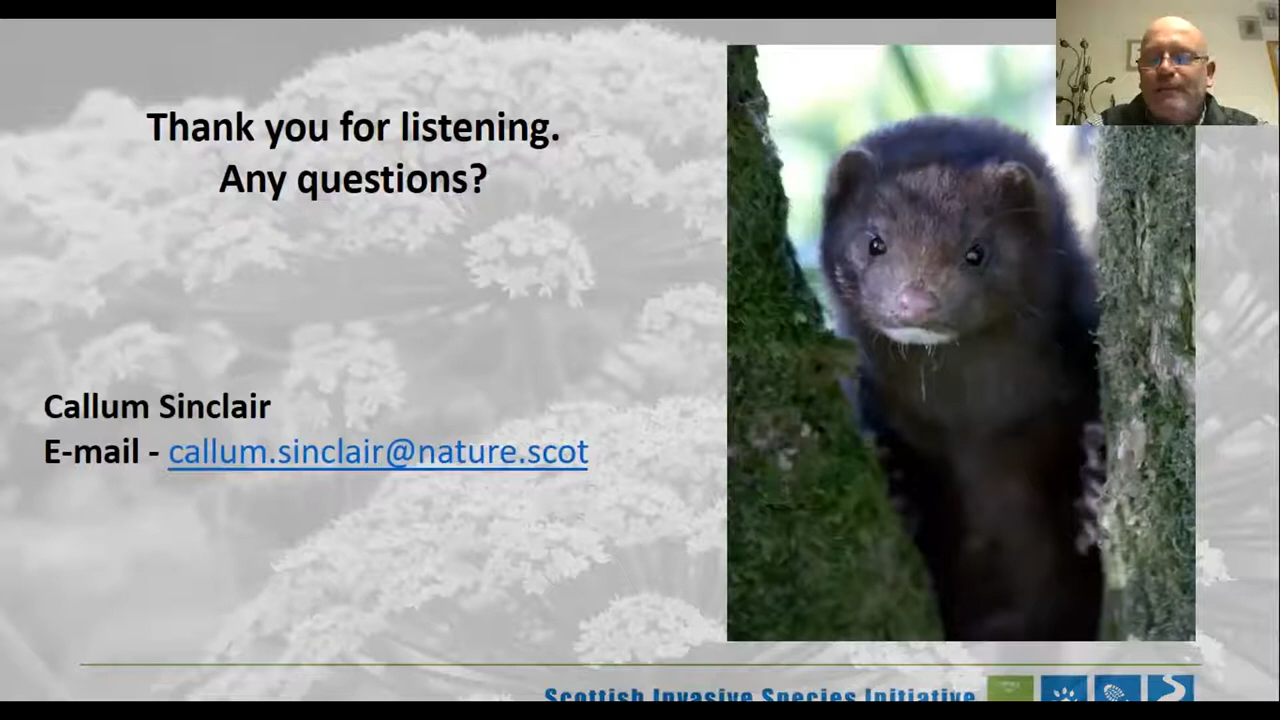 Thank you for listening.
Any questions?
Callum Sinclair
E-mail - callum.sinclair@nature.scot
Scottish Invasive Species Initiative